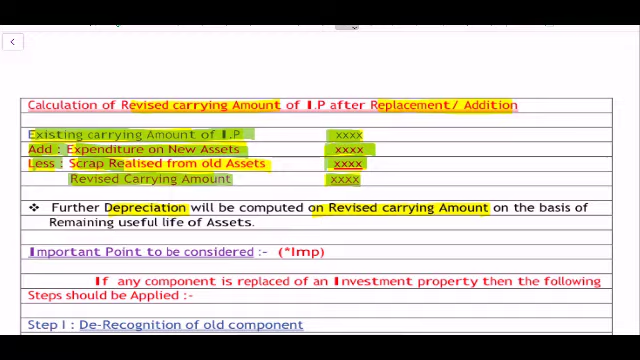 Calculation of Revised carrying Amount of I.P after Replacement/ Addition
Existing carrying Amount of I.P xxxx
Add : Expenditure on New Assets xxxx
Less : Scrap Realised from old Assets xxxx
Revised Carrying Amount xxxx
❖ Further Depreciation will be computed on Revised carrying Amount on the basis of
Remaining useful life of Assets.
Important Point to be considered :- (*Imp)
If any component is replaced of an Investment property then the following
Steps should be Applied :-
Step I : De-Recognition of old component